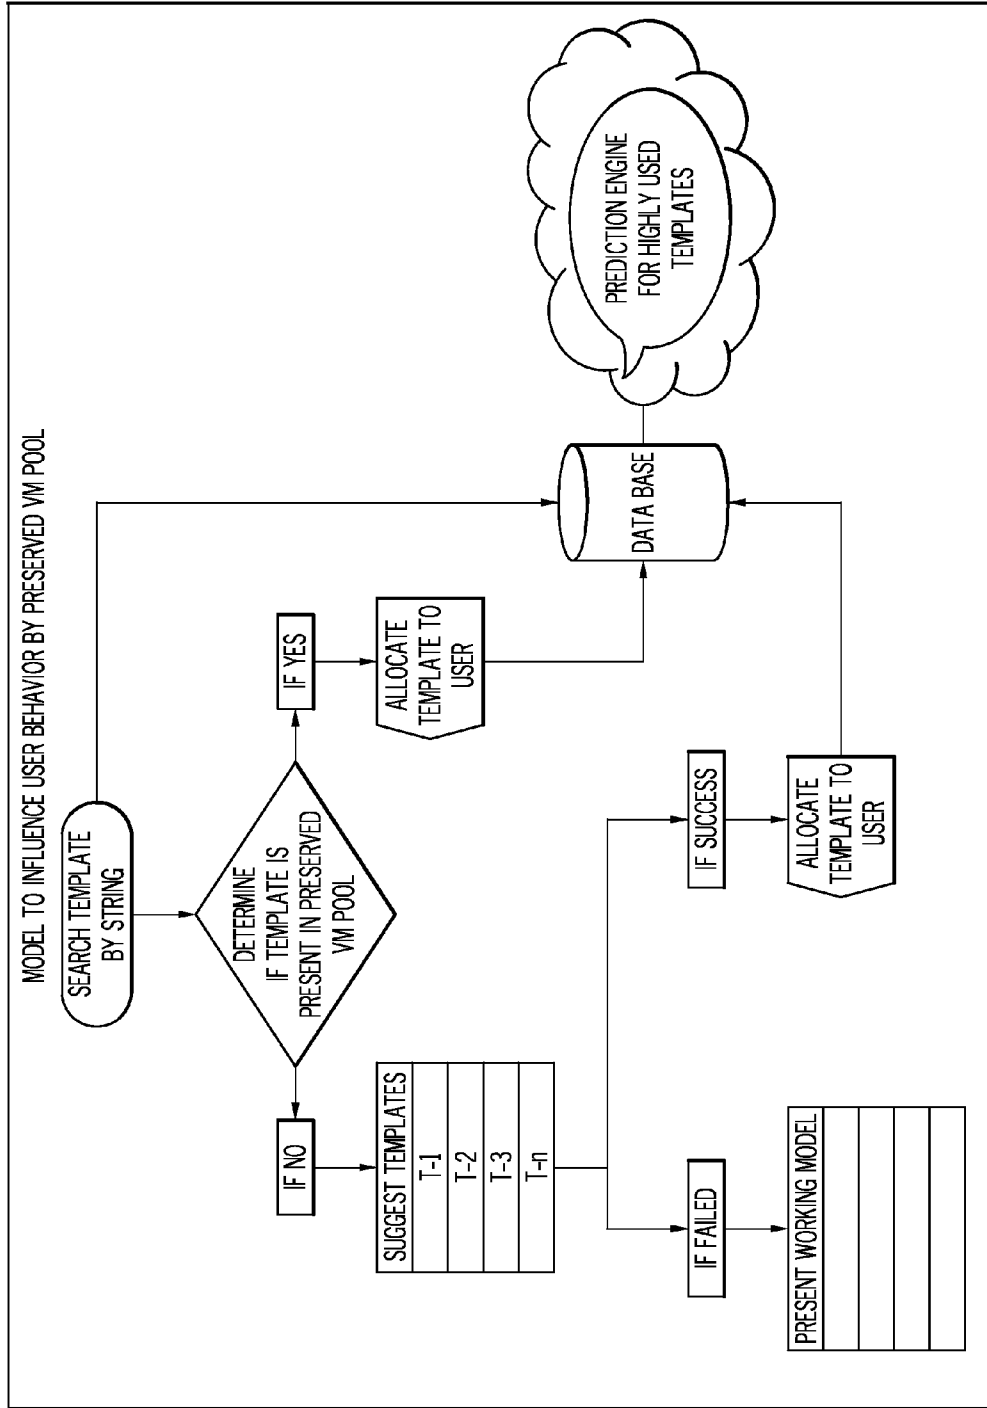 MODEL TO INFLUENCE USER BEHAVIOR BY PRESERVED VM POOL
SEARCH TEMPLATE
BY STRING
DETERMINE
IF TEMPLATE IS
PRESENT IN PRESERVED
VM POOL
IF NO
IF YES
SUGGEST TEMPLATES
T-1
T-2
T-3
T-n
ALLOCATE
TEMPLATE TO
USER
DATA BASE
PREDICTION ENGINE
FOR HIGHLY USED
TEMPLATES
IF FAILED
IF SUCCESS
PRESENT WORKING MODEL
ALLOCATE
TEMPLATE TO
USER